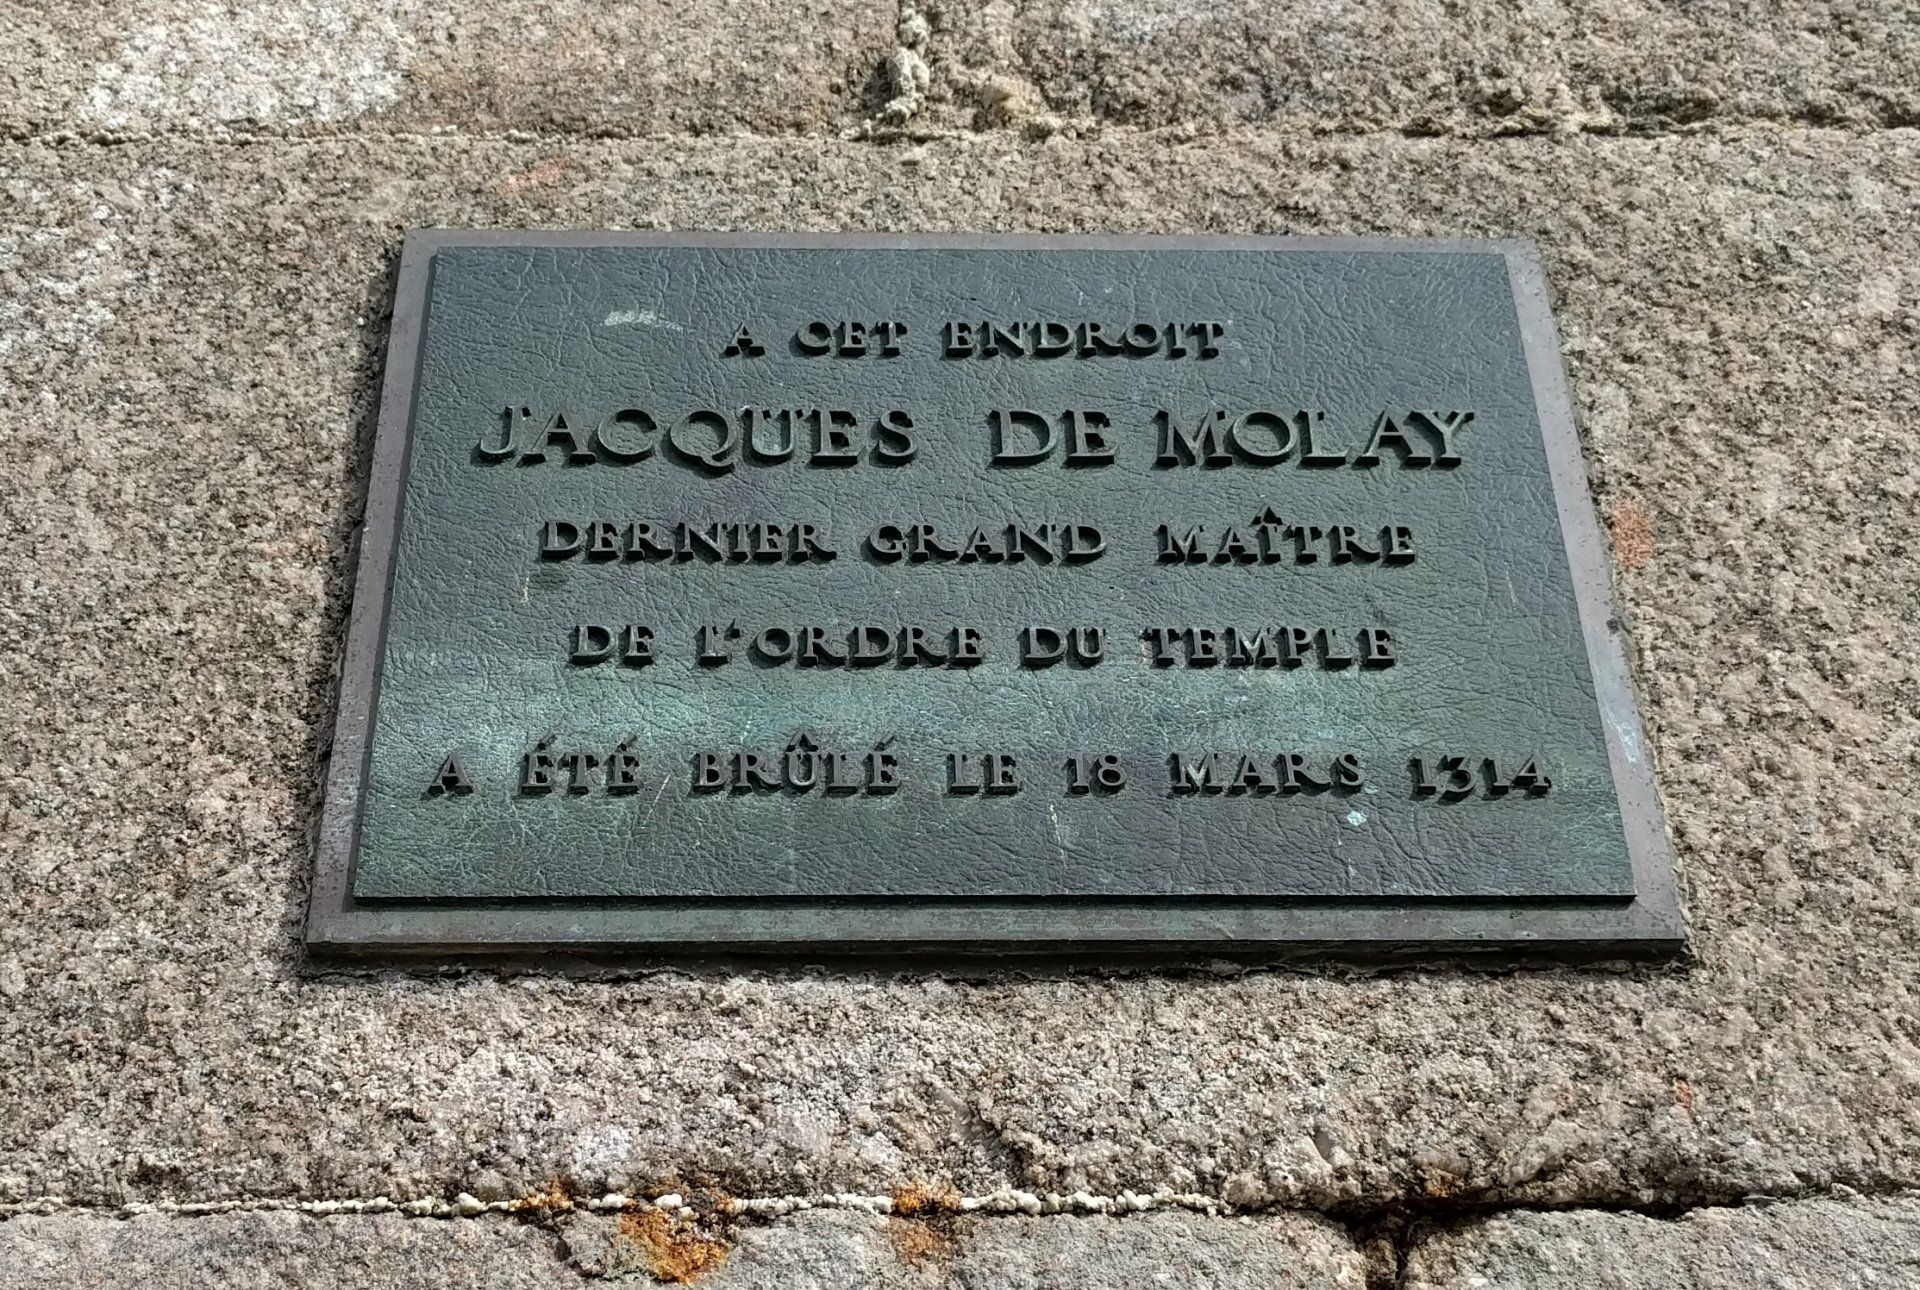 A CET ENDROIT
JACQUES DE MOLAY
DERNIER GRAND MAÎTRE
DE L'ORDRE DU TEMPLE
A ÉTÉ BRÛLÉ LE 18 MARS 1314